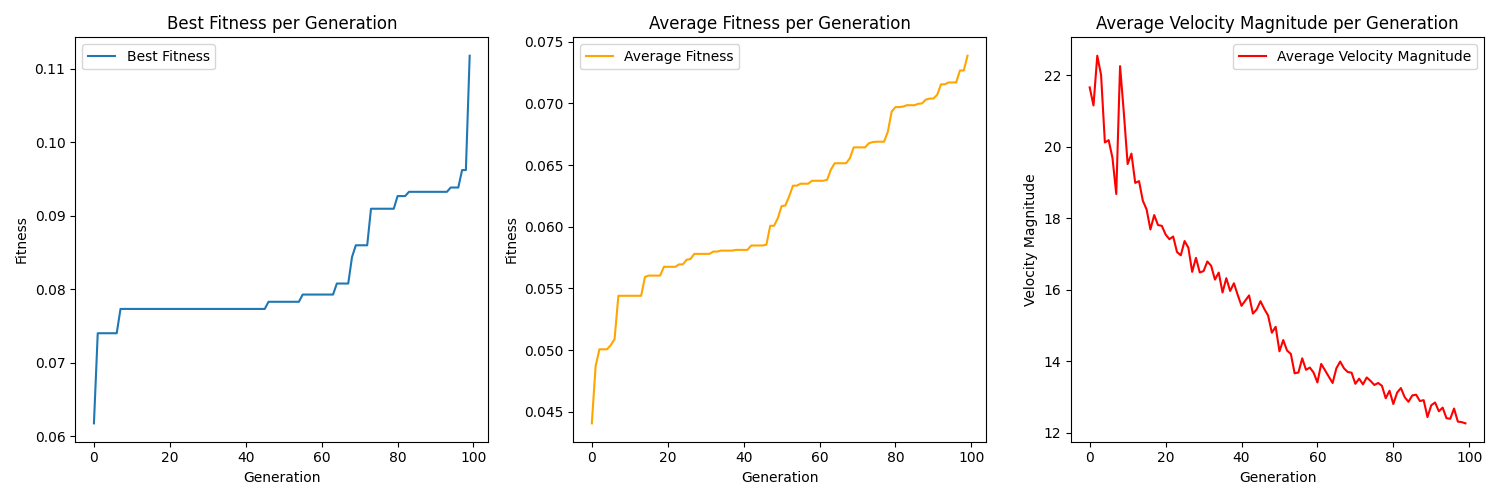 Best Fitness per Generation
Best Fitness
Fitness
0.11
0.10
0.09
0.08
0.07
0.06
0 20 40 60 80 100
Generation
Average Fitness per Generation
Average Fitness
Fitness
0.075
0.070
0.065
0.060
0.055
0.050
0.045
0 20 40 60 80 100
Generation
Average Velocity Magnitude per Generation
Average Velocity Magnitude
Velocity Magnitude
22
20
18
16
14
12
0 20 40 60 80 100
Generation